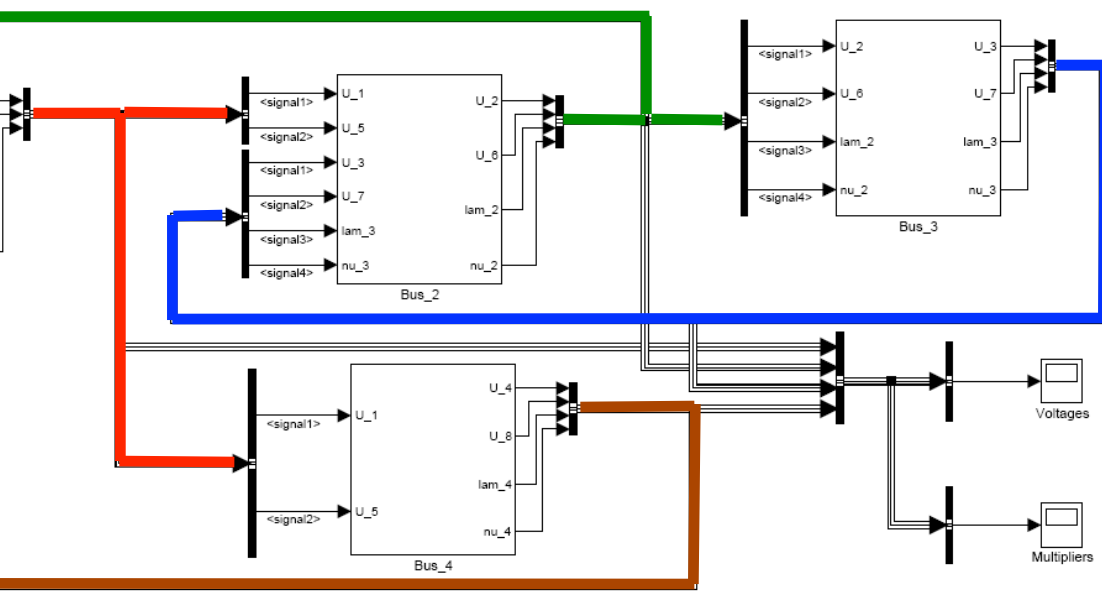 <signal1>
<signal2>
<signal1>
<signal2>
<signal3>
<signal4>
U_1
U_5
U_3
U_7
lam_3
nu_3
U_2
U_6
lam_2
nu_2
Bus_2
<signal1>
<signal2>
<signal3>
<signal4>
U_2
U_6
lam_2
nu_2
U_3
U_7
lam_3
nu_3
Bus_3
<signal1>
<signal2>
U_1
U_5
U_4
U_8
lam_4
nu_4
Bus_4
Voltages
Multipliers